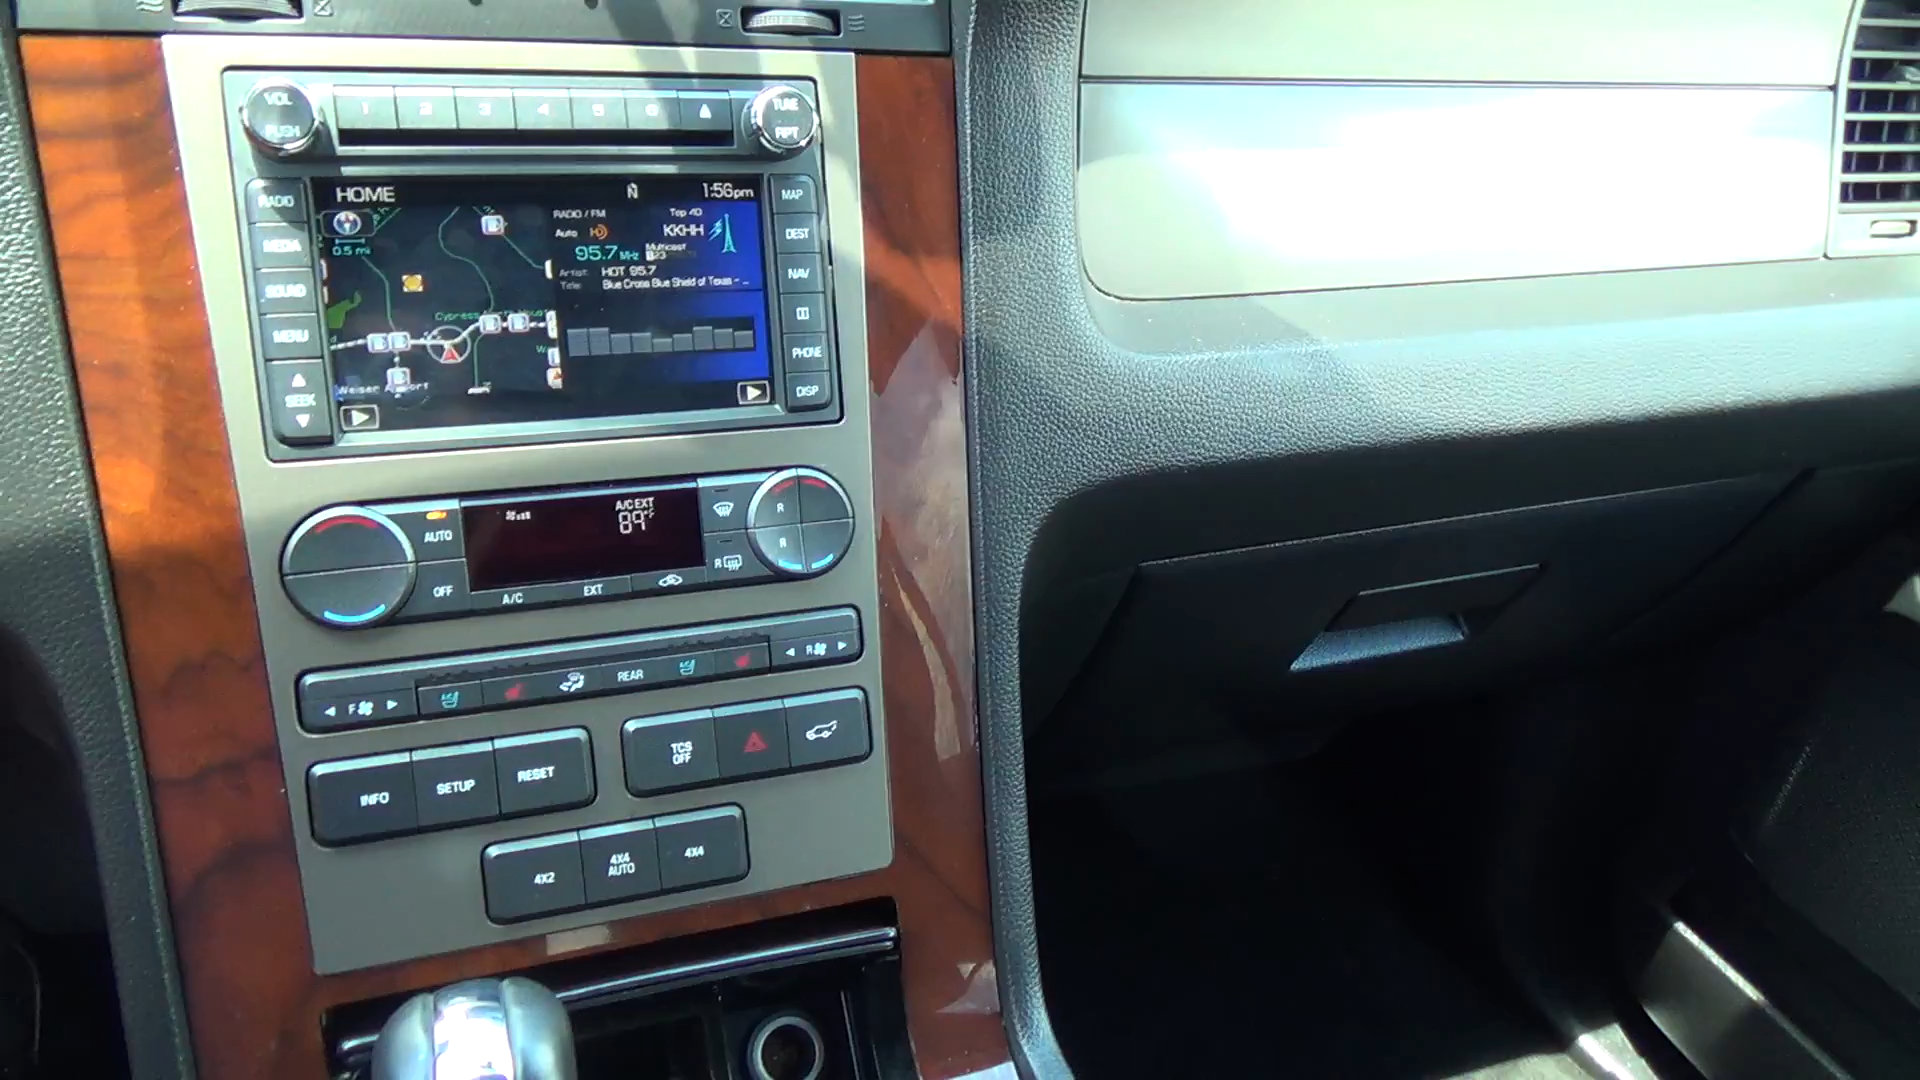 VOL
PUSH
1 2 3 4 5 6
TUNE
RPT
RADIO
MEDIA
SOUND
MENU
SEEK
HOME
N
1:56pm
0.5 mi
Weiser Airport
RADIO / FM
Top 40
Auto HD
KKHH
95.7 MHz
Multicast
123
Artist: HOT 95.7
Title: Blue Cross Blue Shield of Texas - ...
MAP
DEST
NAV
PHONE
DISP
AUTO
OFF
A/C EXT
89°F
A/C
EXT
R
R
R
F
REAR
R
INFO
SETUP
RESET
TCS
OFF
4X2
4X4
AUTO
4X4